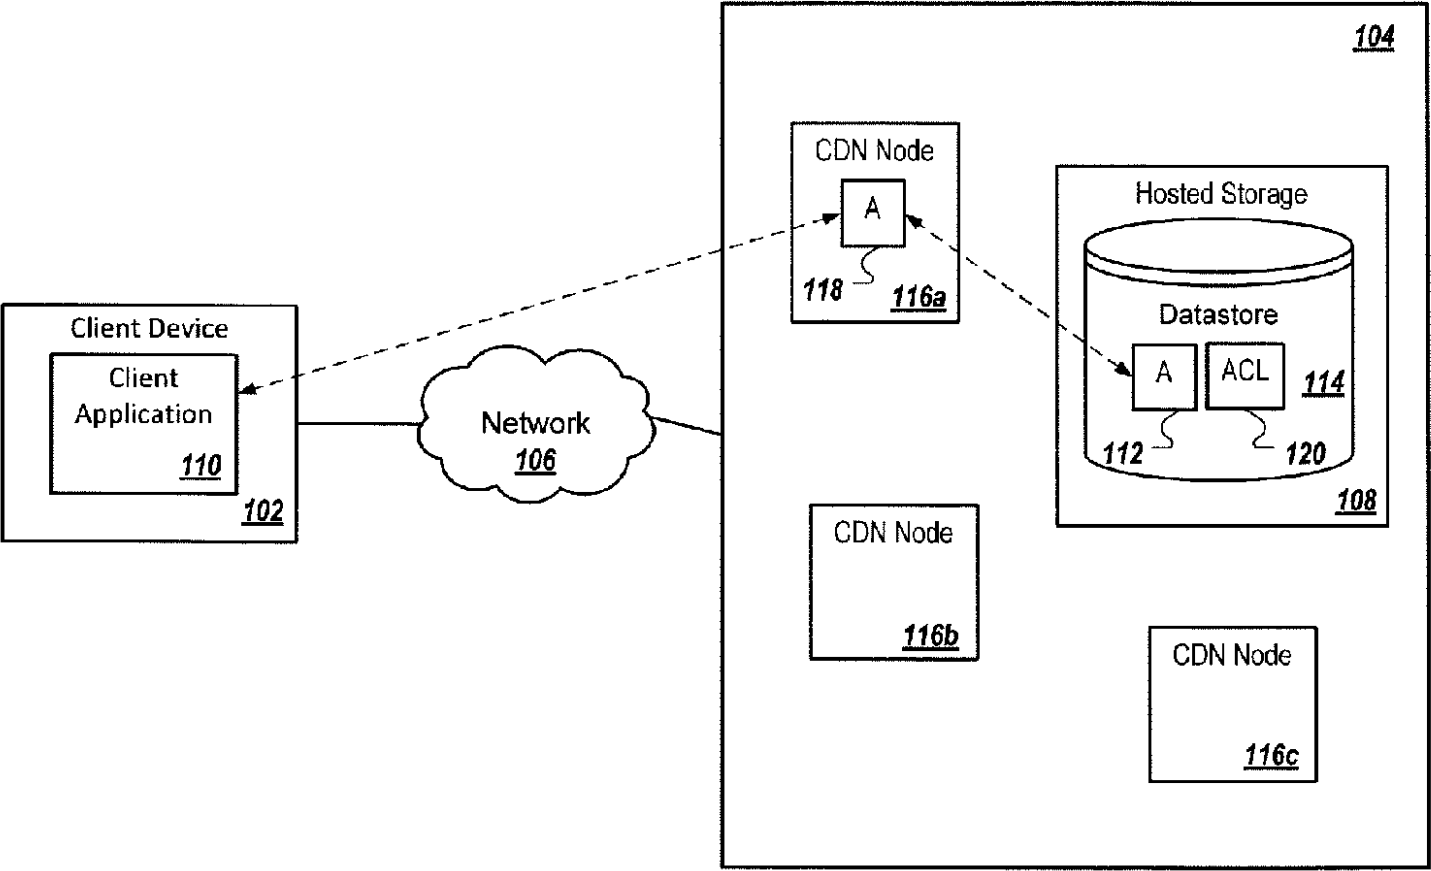 104
CDN Node
A
118
116a
Hosted Storage
Datastore
A
ACL
114
112
120
108
Client Device
Client
Application
110
102
Network
106
CDN Node
116b
CDN Node
116c